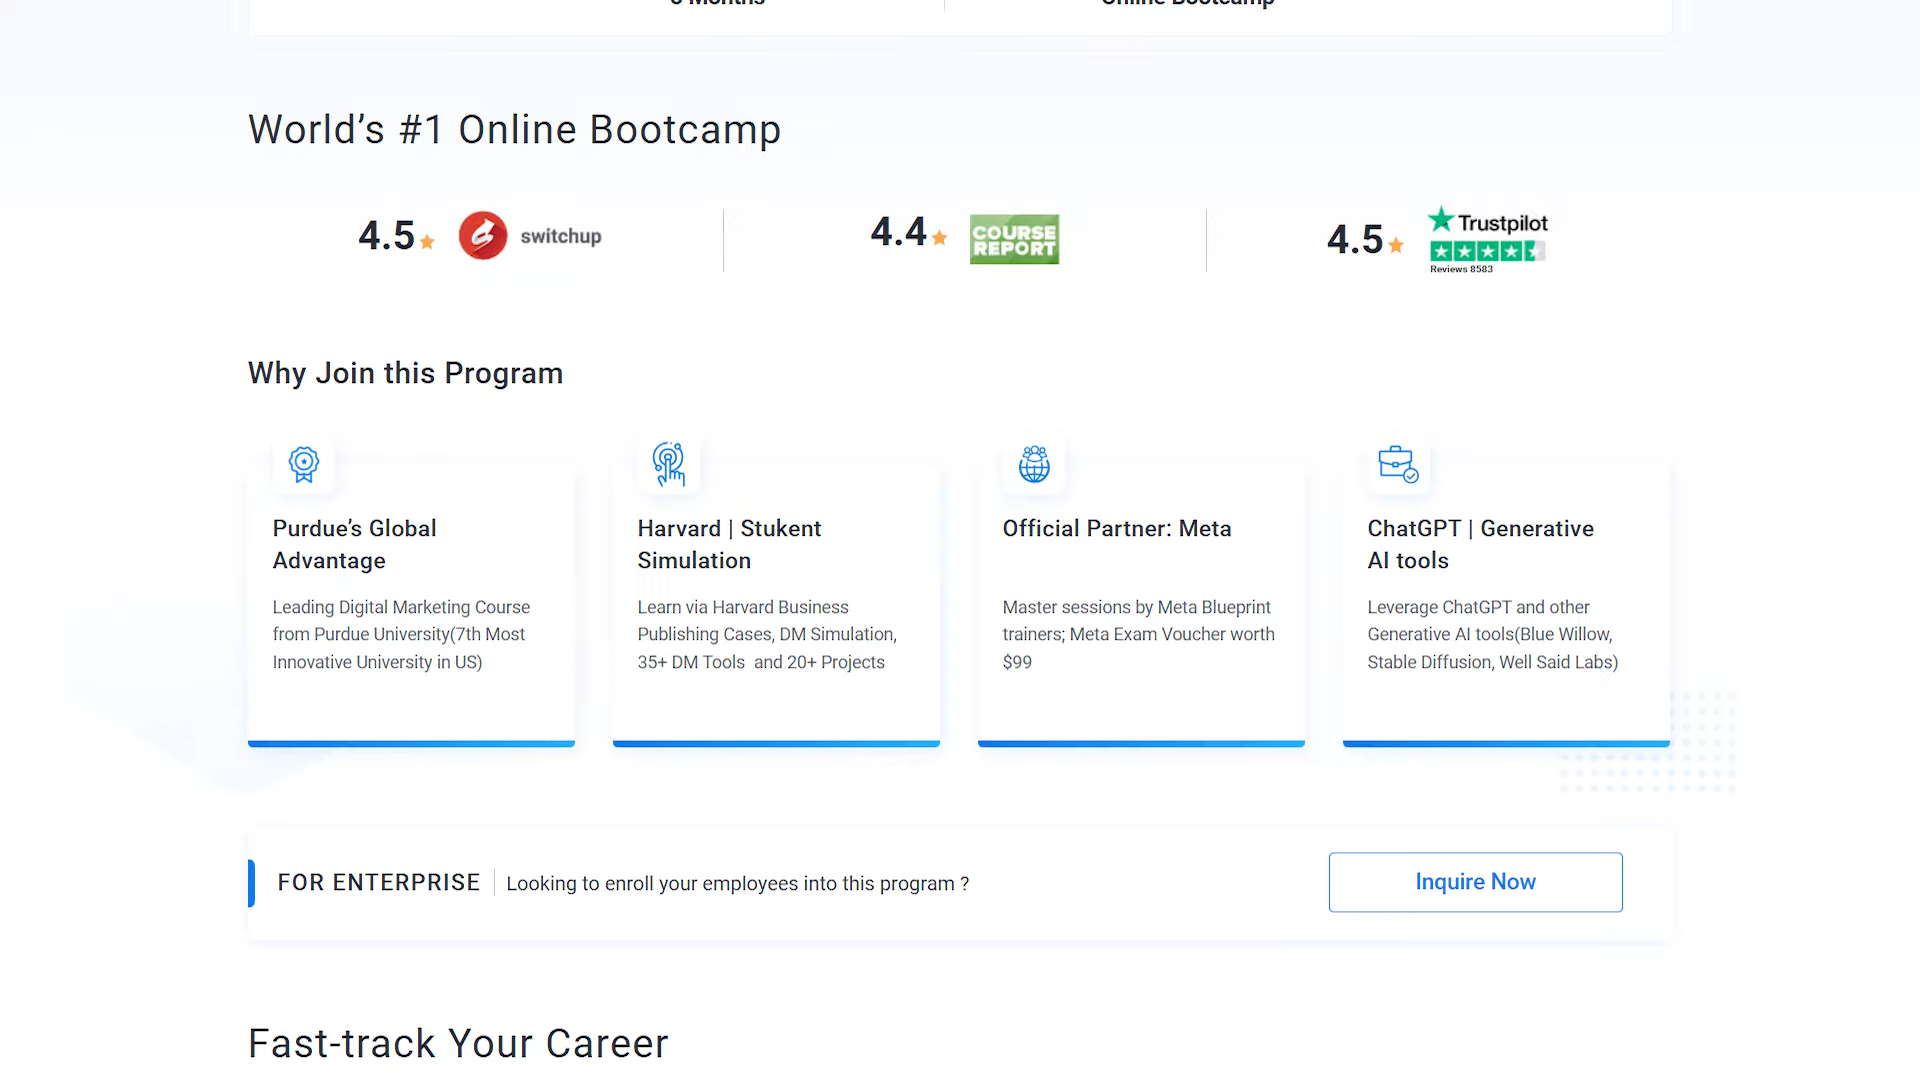 Months
Online Bootcamp
World’s #1 Online Bootcamp
4.5 switchup
4.4 COURSE REPORT
4.5 Trustpilot
Reviews 8583
Why Join this Program
Purdue’s Global
Advantage
Leading Digital Marketing Course
from Purdue University(7th Most
Innovative University in US)
Harvard | Stukent
Simulation
Learn via Harvard Business
Publishing Cases, DM Simulation,
35+ DM Tools and 20+ Projects
Official Partner: Meta
Master sessions by Meta Blueprint
trainers; Meta Exam Voucher worth
$99
ChatGPT | Generative
AI tools
Leverage ChatGPT and other
Generative AI tools(Blue Willow,
Stable Diffusion, Well Said Labs)
FOR ENTERPRISE Looking to enroll your employees into this program ?
Inquire Now
Fast-track Your Career